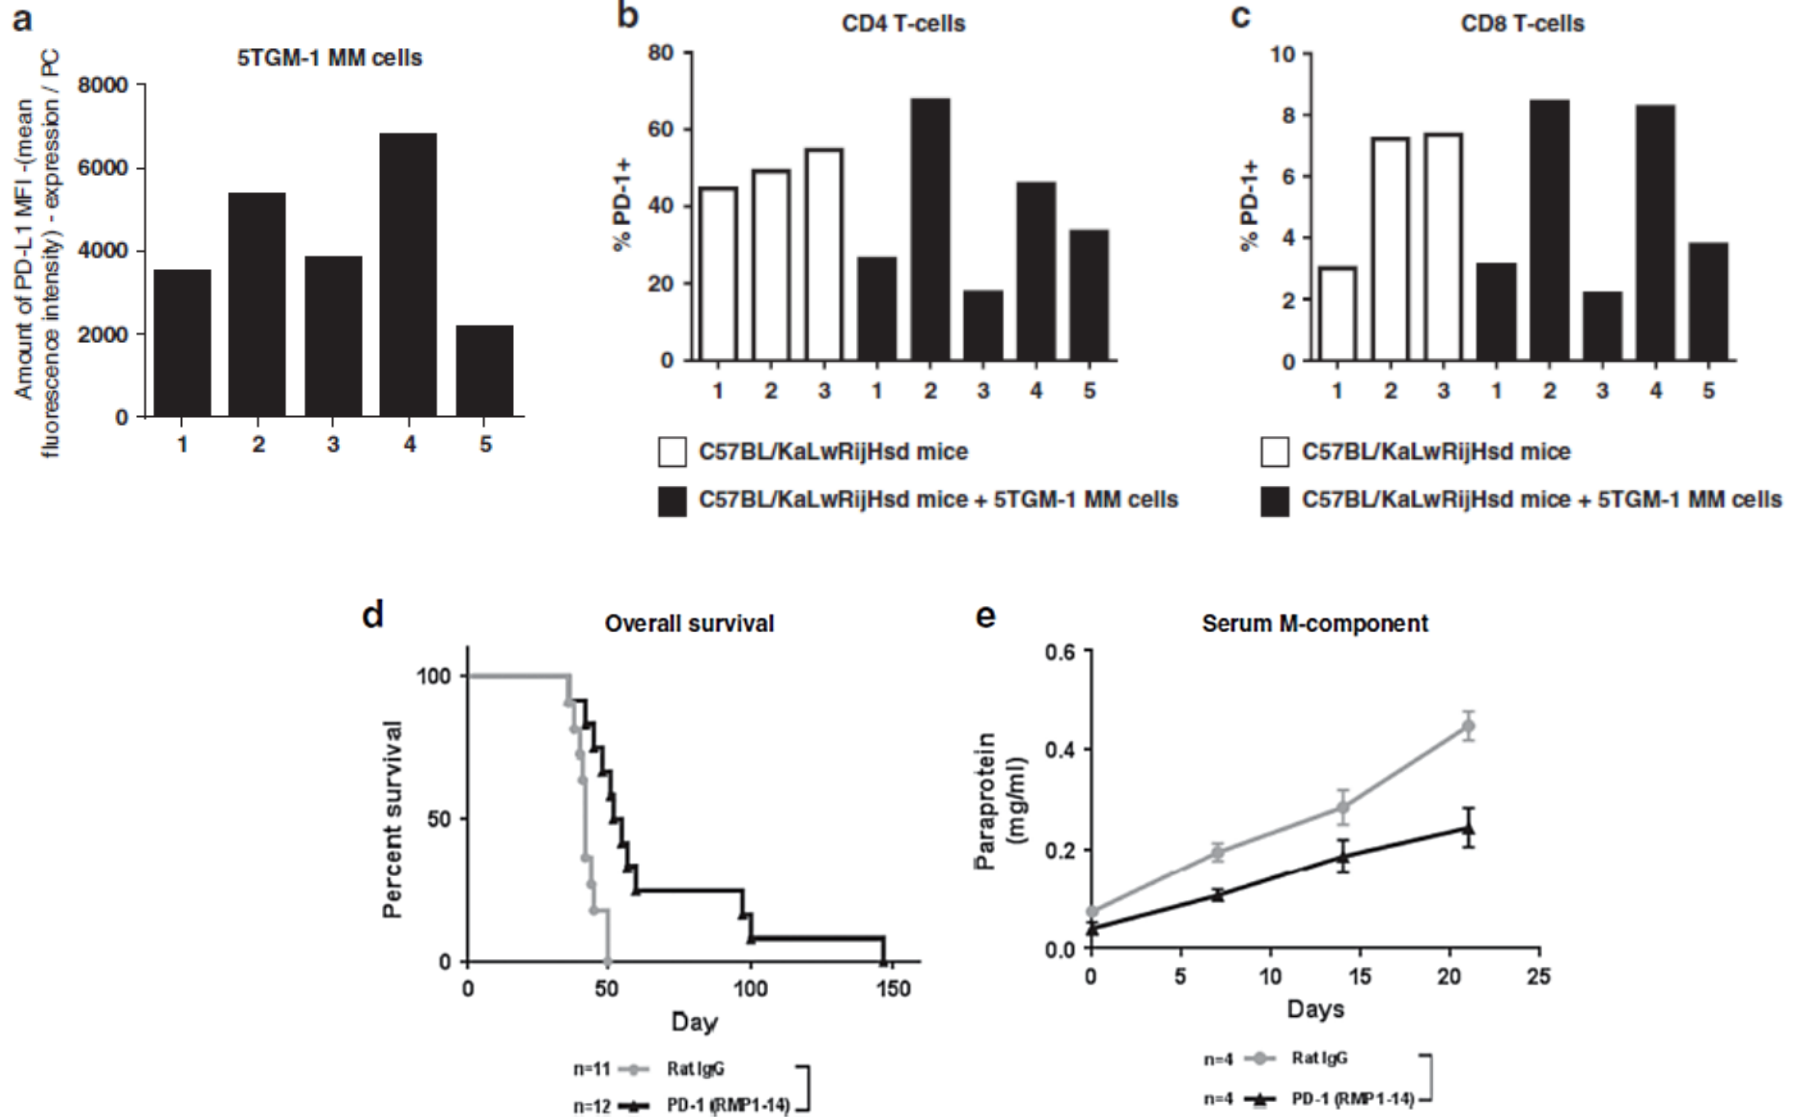 a
5TGM-1 MM cells
Amount of PD-L1 MFI -(mean
fluorescence intensity) - expression / PC
8000
6000
4000
2000
0
1 2 3 4 5
b
CD4 T-cells
% PD-1+
80
60
40
20
0
1 2 3 1 2 3 4 5
C57BL/KaLwRijHsd mice
C57BL/KaLwRijHsd mice + 5TGM-1 MM cells
c
CD8 T-cells
% PD-1+
10
8
6
4
2
0
1 2 3 1 2 3 4 5
C57BL/KaLwRijHsd mice
C57BL/KaLwRijHsd mice + 5TGM-1 MM cells
d
Overall survival
Percent survival
100
50
0
0 50 100 150
Day
n=11 Rat IgG
n=12 PD-1 (RMP1-14)
e
Serum M-component
Paraprotein
(mg/ml)
0.6
0.4
0.2
0.0
0 5 10 15 20 25
Days
n=4 Rat IgG
n=4 PD-1 (RMP1-14)